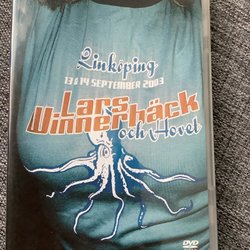 Linköping
13 & 14 SEPTEMBER 2003
Lars
Winnerbäck
och Hovet
DVD